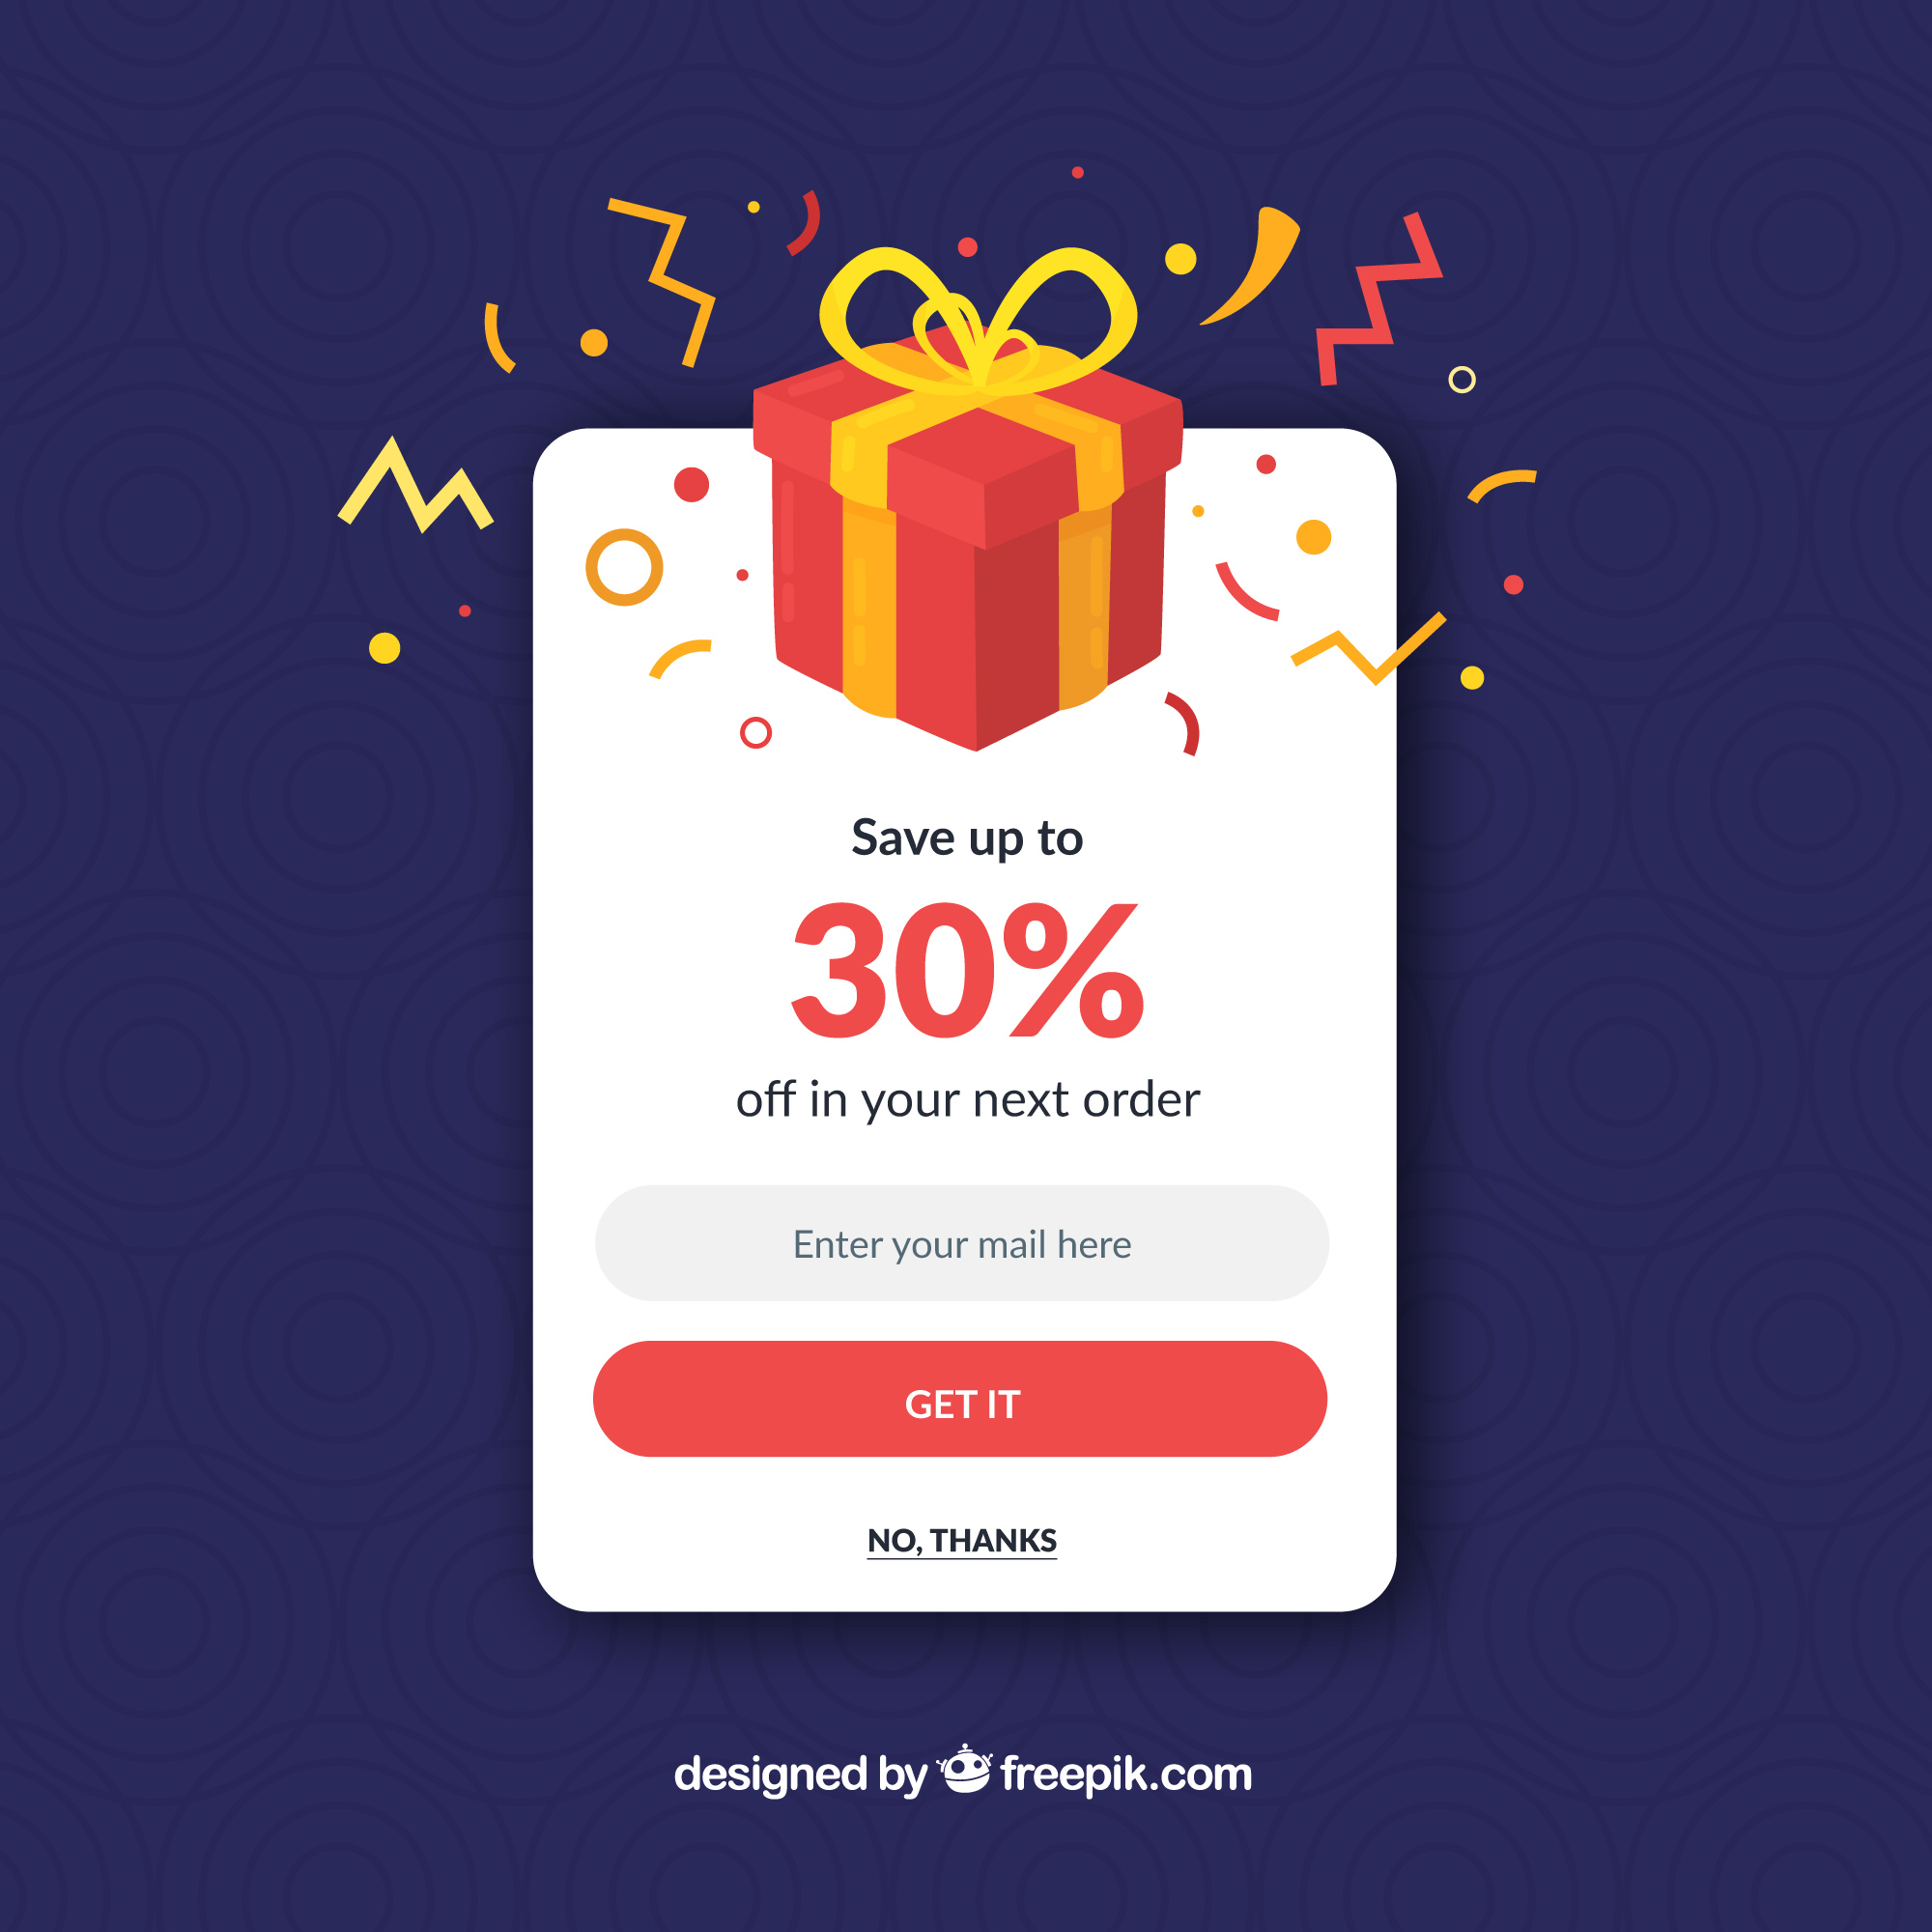 Save up to
30%
off in your next order
Enter your mail here
GET IT
NO, THANKS
designed by freepik.com